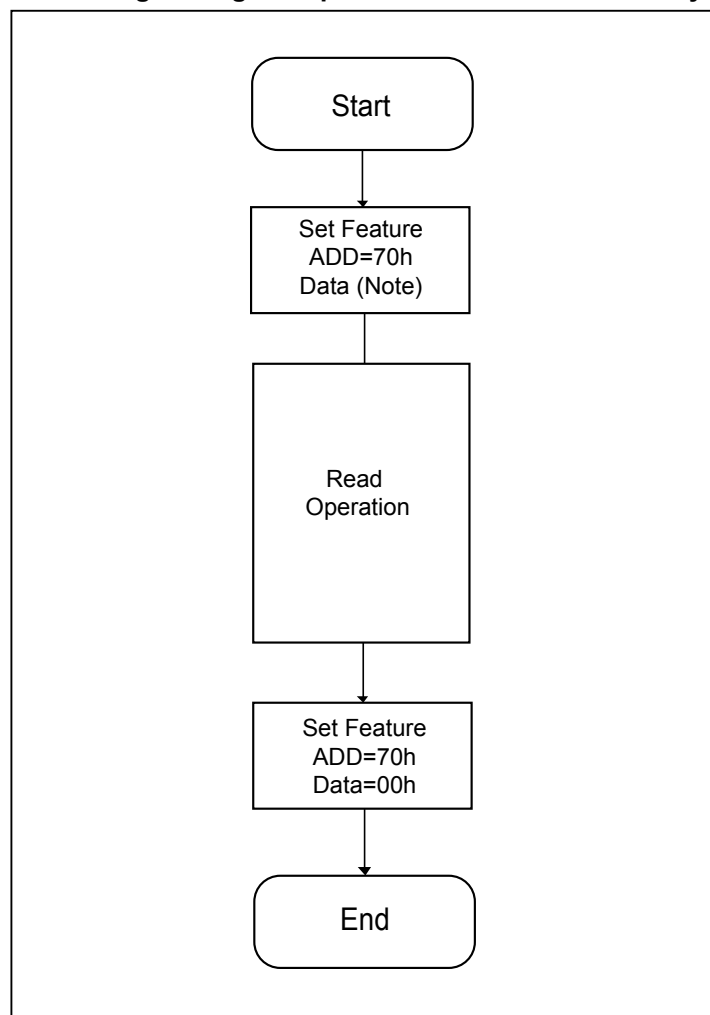 Start
Set Feature
ADD=70h
Data (Note)
Read
Operation
Set Feature
ADD=70h
Data=00h
End